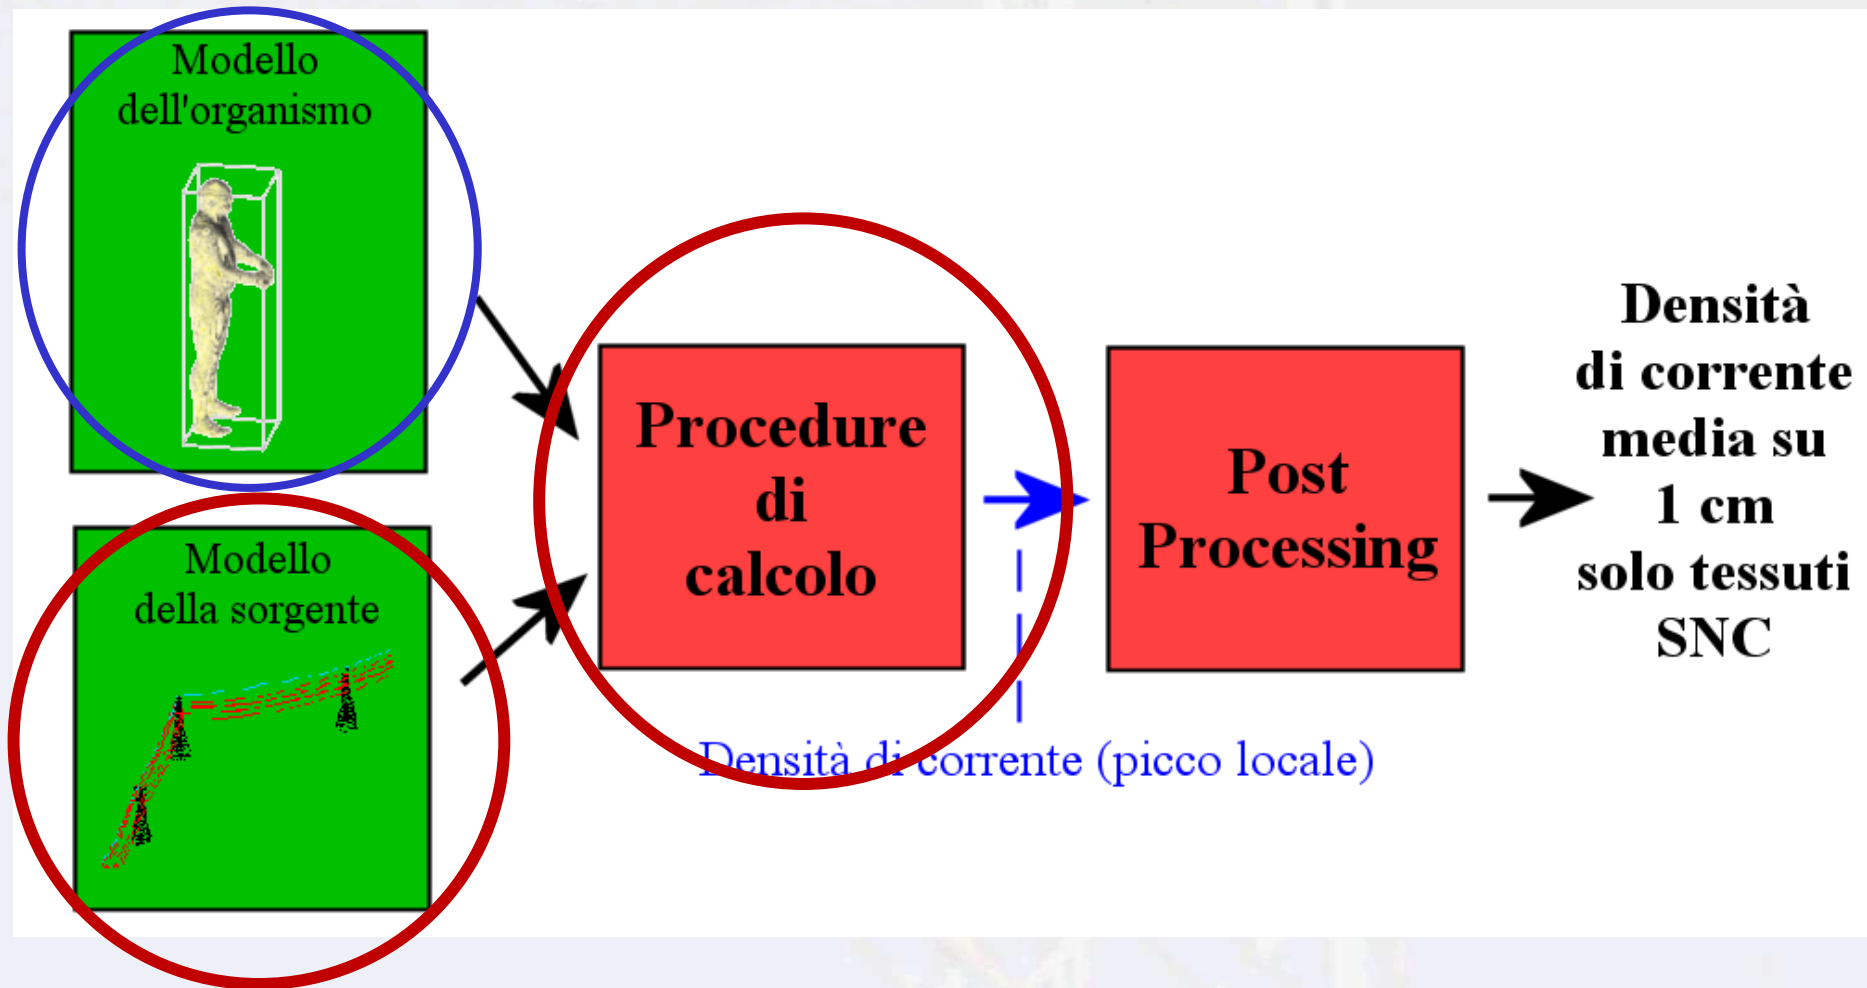 Modello
dell'organismo
Modello
della sorgente
Procedure
di
calcolo
Densità di corrente (picco locale)
Post
Processing
Densità
di corrente
media su
1 cm
solo tessuti
SNC